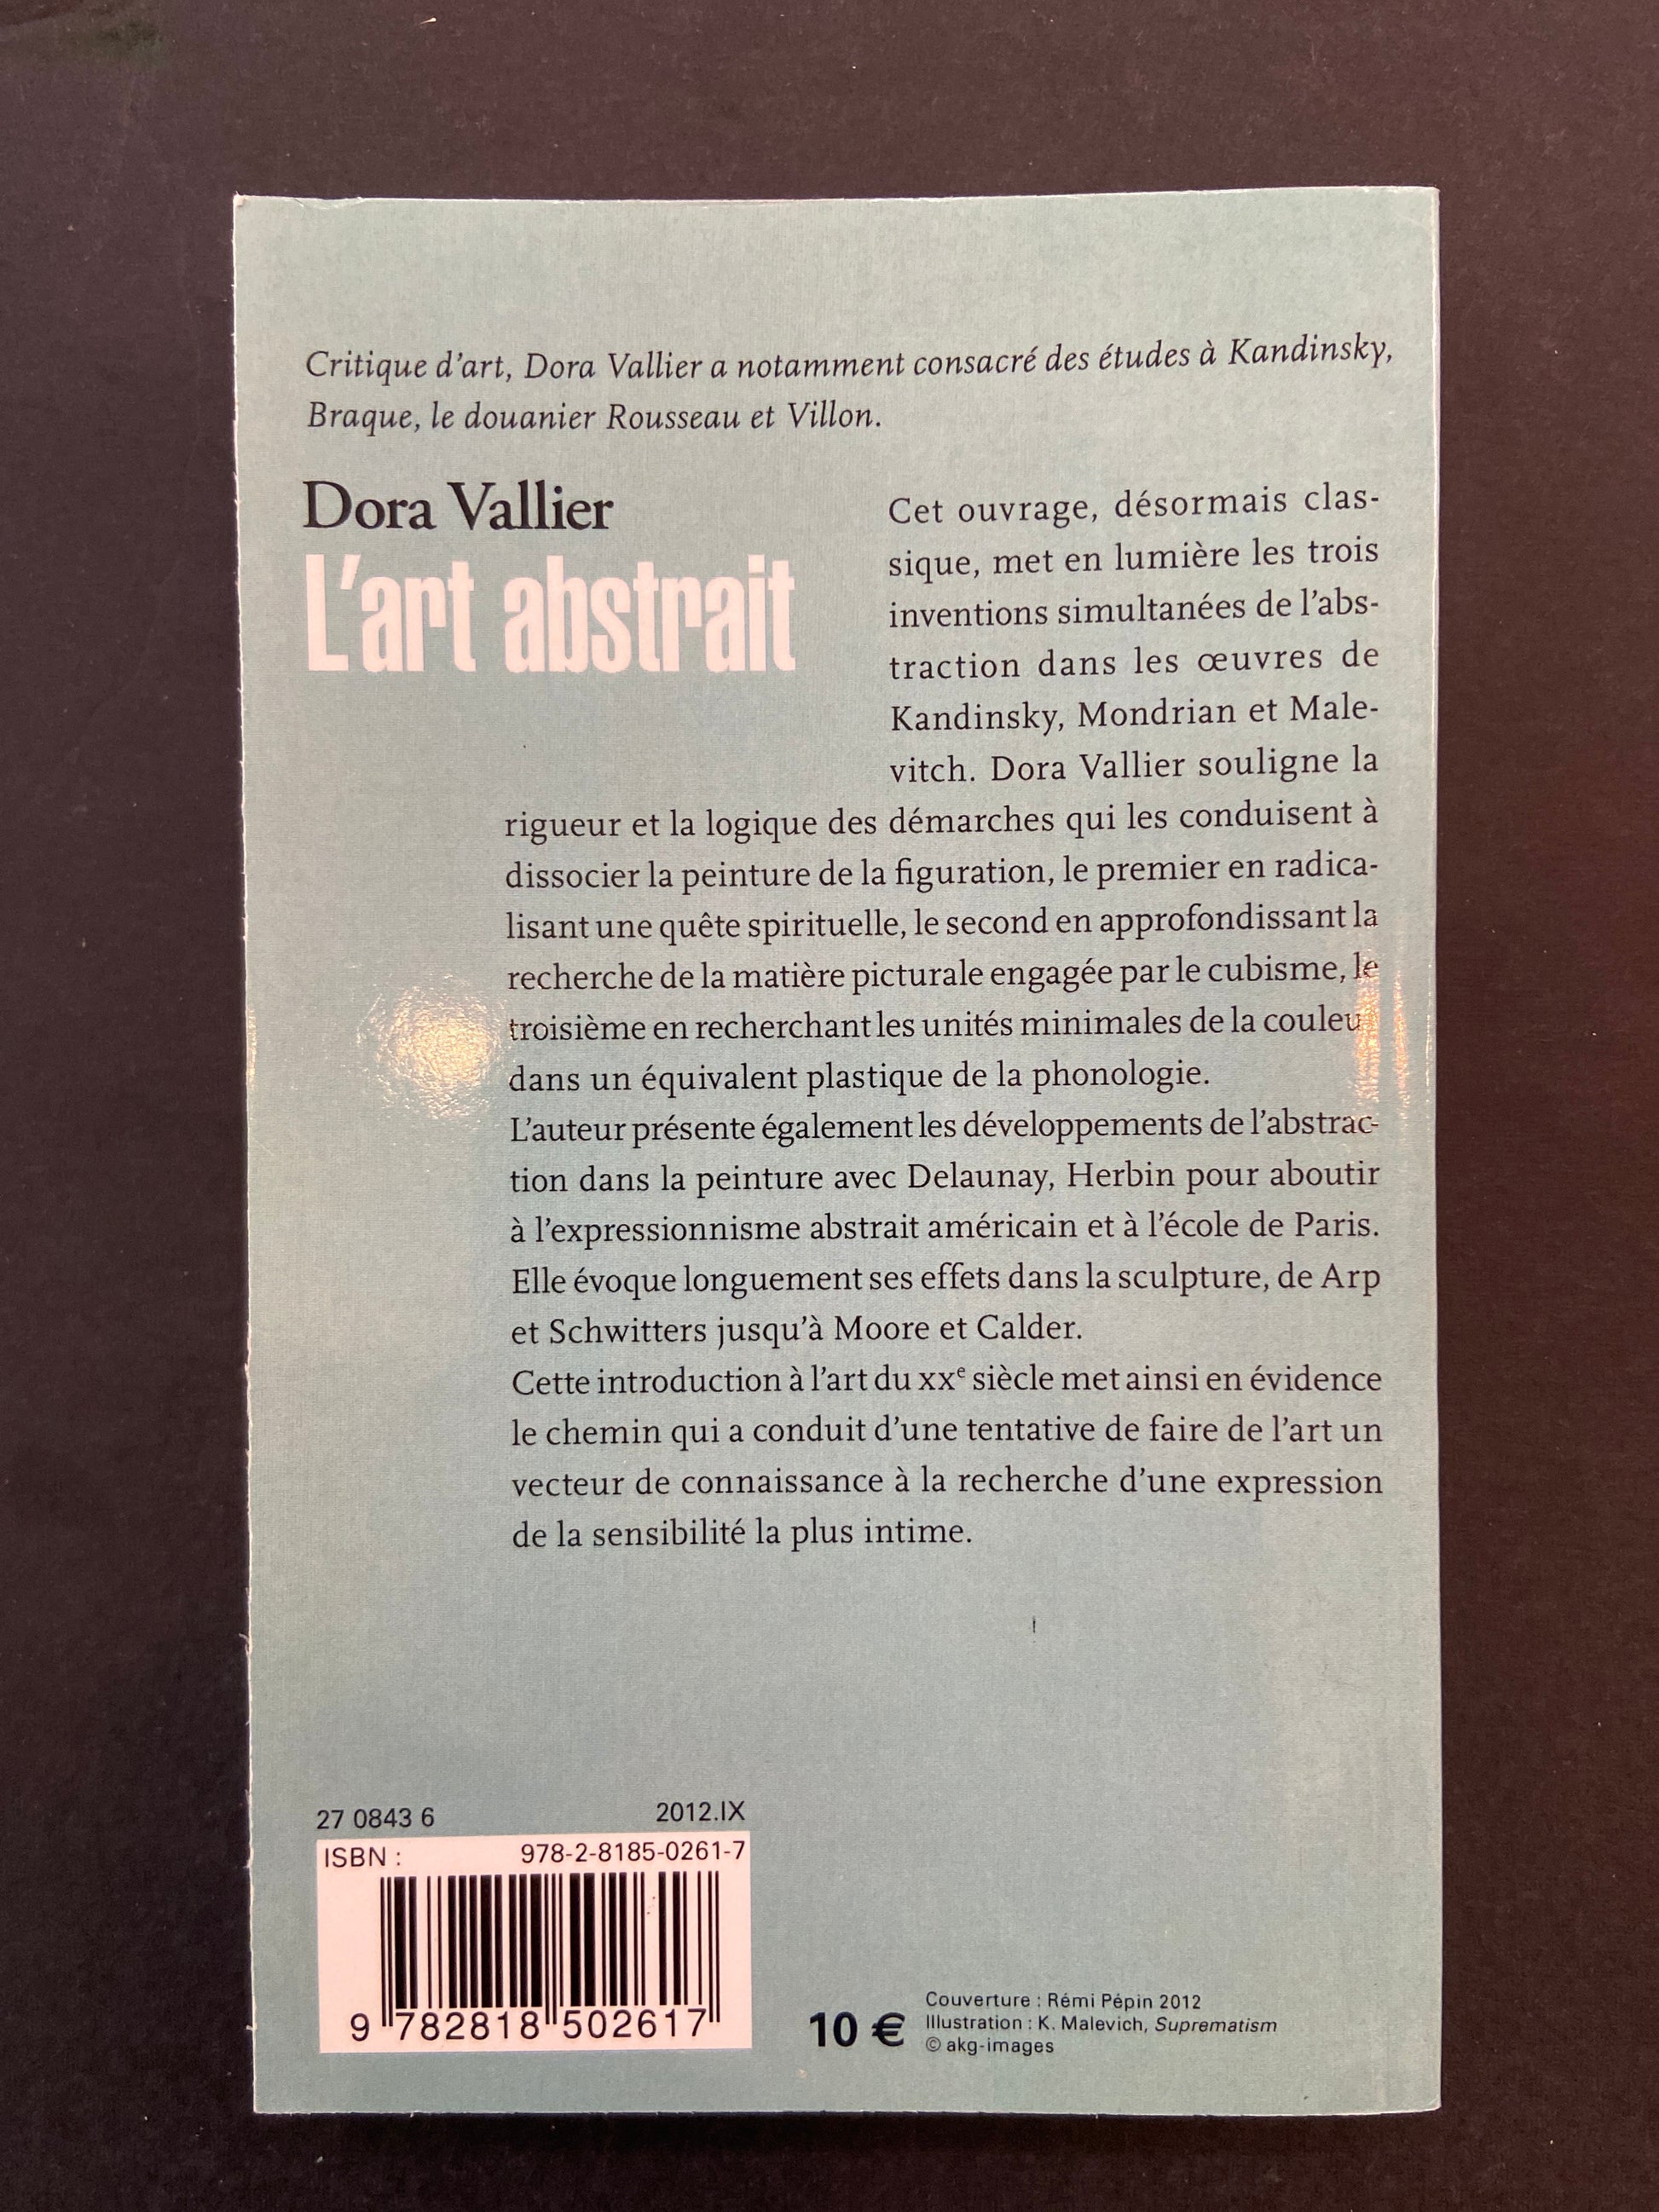 Critique d'art, Dora Vallier a notamment consacré des études à Kandinsky,
Braque, le douanier Rousseau et Villon.
Dora Vallier
L'art abstrait
Cet ouvrage, désormais clas-
sique, met en lumière les trois
inventions simultanées de l'abs-
traction dans les œuvres de
Kandinsky, Mondrian et Male-
vitch. Dora Vallier souligne la
rigueur et la logique des démarches qui les conduisent à
dissocier la peinture de la figuration, le premier en radica-
lisant une quête spirituelle, le second en approfondissant la
recherche de la matière picturale engagée par le cubisme, le
troisième en recherchant les unités minimales de la couleur
dans un équivalent plastique de la phonologie.
L'auteur présente également les développements de l'abstrac-
tion dans la peinture avec Delaunay, Herbin pour aboutir
à l'expressionnisme abstrait américain et à l'école de Paris.
Elle évoque longuement ses effets dans la sculpture, de Arp
et Schwitters jusqu'à Moore et Calder.
Cette introduction à l'art du XXe siècle met ainsi en évidence
le chemin qui a conduit d'une tentative de faire de l'art un
vecteur de connaissance à la recherche d'une expression
de la sensibilité la plus intime.
27 0843 6 2012.IX
ISBN : 978-2-8185-0261-7
9 782818 502617
10 €
Couverture : Rémi Pépin 2012
Illustration : K. Malevich, Suprematism
© akg-images